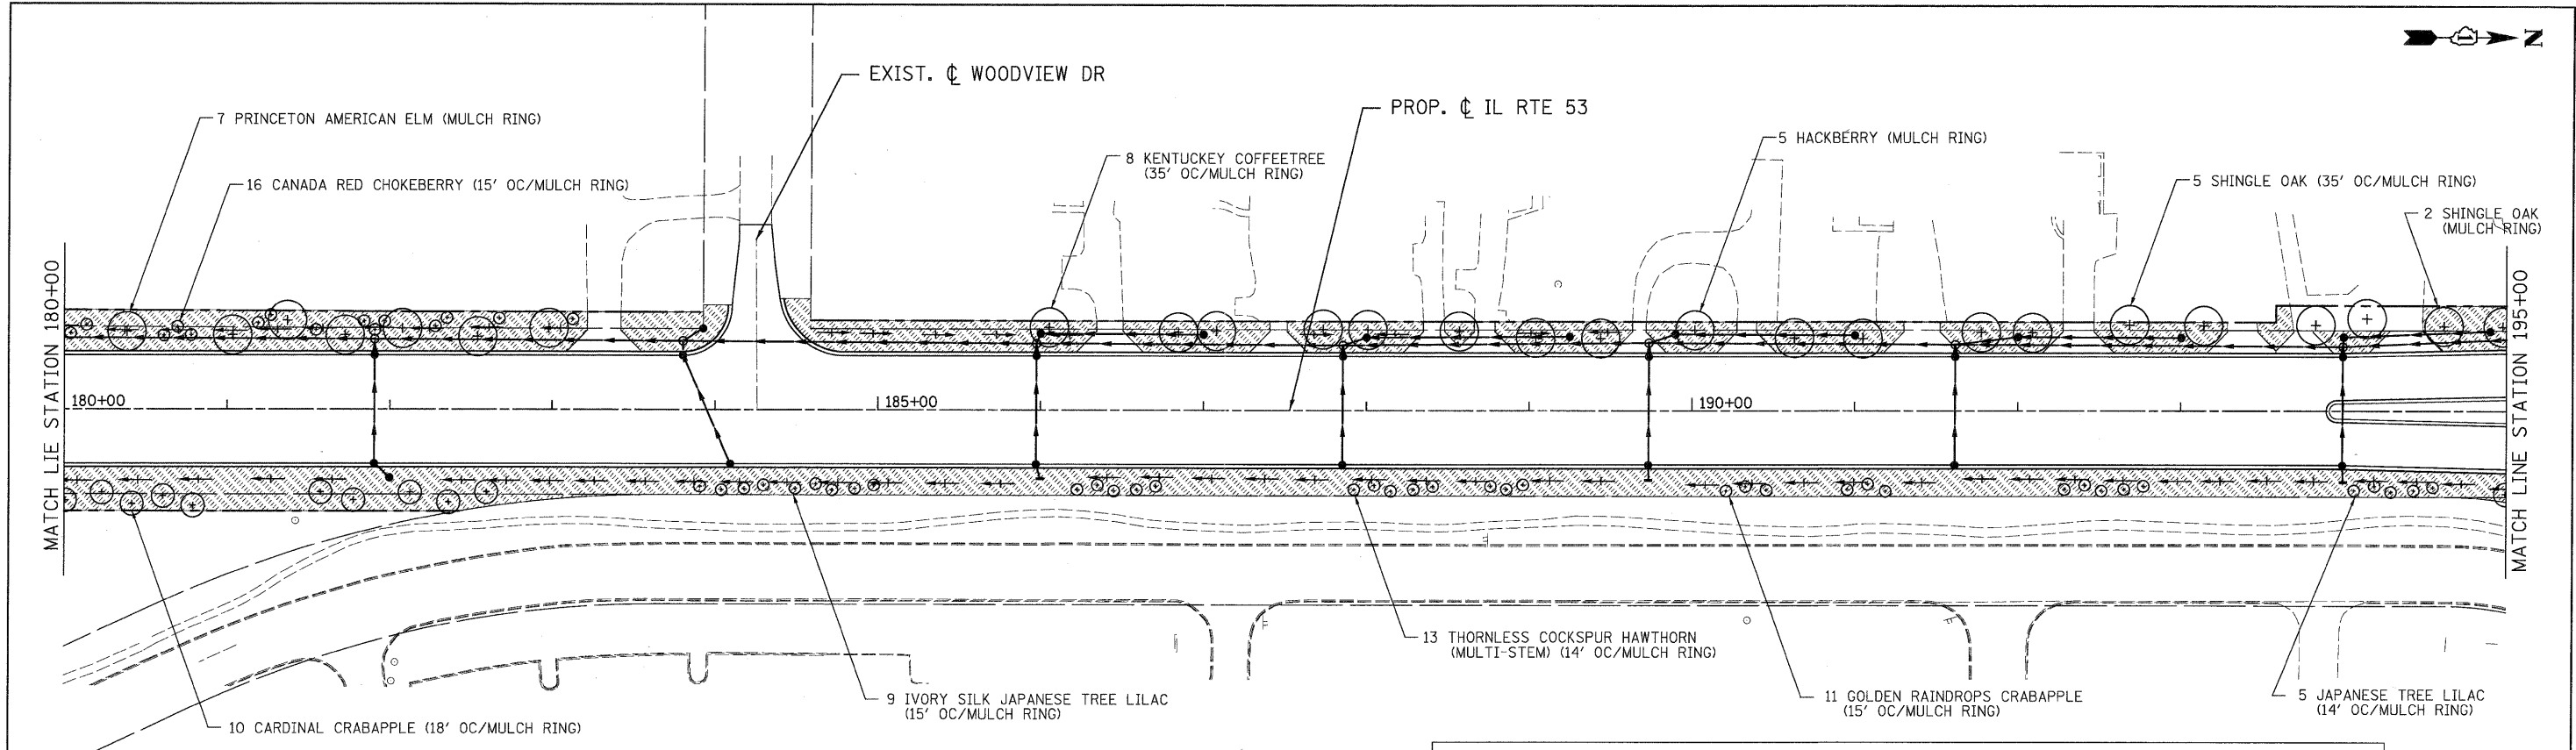 N
EXIST. ℄ WOODVIEW DR
PROP. ℄ IL RTE 53
7 PRINCETON AMERICAN ELM (MULCH RING)
16 CANADA RED CHOKEBERRY (15' OC/MULCH RING)
8 KENTUCKY COFFEETREE
(35' OC/MULCH RING)
5 HACKBERRY (MULCH RING)
5 SHINGLE OAK (35' OC/MULCH RING)
2 SHINGLE OAK
(MULCH RING)
MATCH LIE STATION 180+00
180+00
185+00
190+00
MATCH LINE STATION 195+00
10 CARDINAL CRABAPPLE (18' OC/MULCH RING)
9 IVORY SILK JAPANESE TREE LILAC
(15' OC/MULCH RING)
13 THORNLESS COCKSPUR HAWTHORN
(MULTI-STEM) (14' OC/MULCH RING)
11 GOLDEN RAINDROPS CRABAPPLE
(15' OC/MULCH RING)
5 JAPANESE TREE LILAC
(14' OC/MULCH RING)